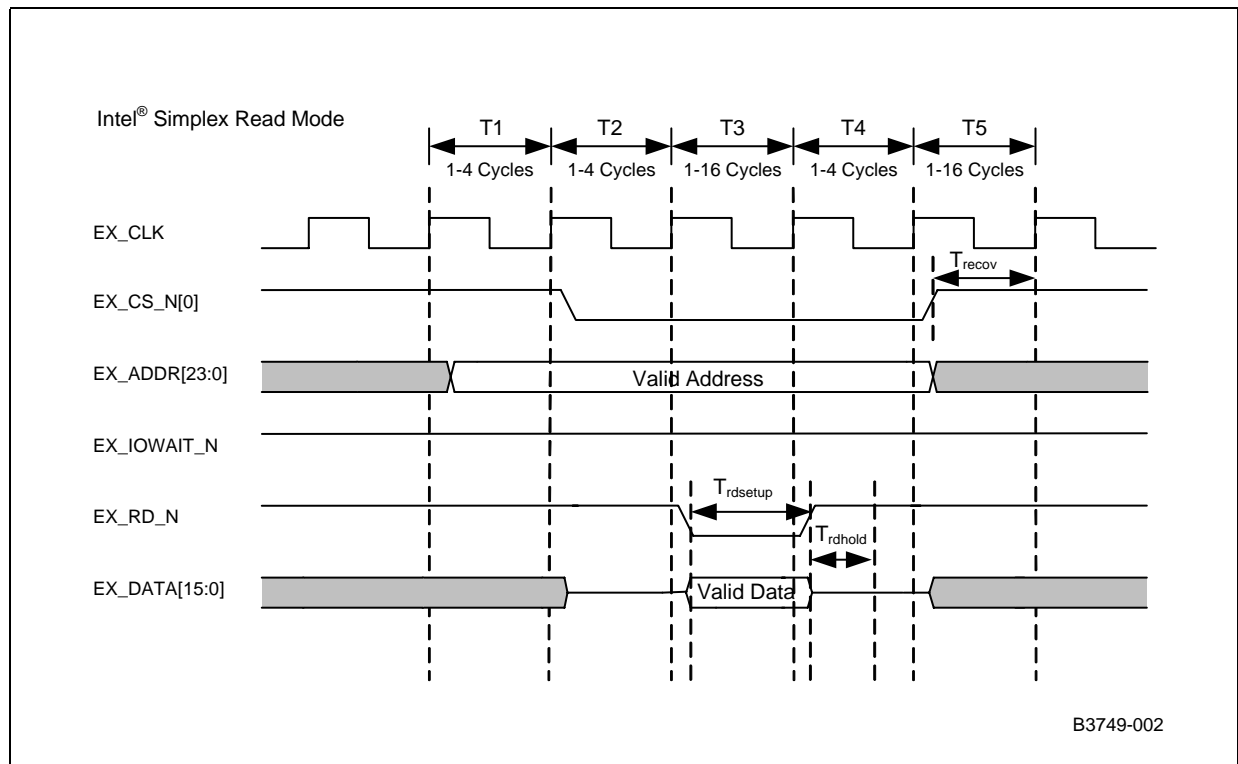 Intel® Simplex Read Mode
T1 T2 T3 T4 T5
1-4 Cycles 1-4 Cycles 1-16 Cycles 1-4 Cycles 1-16 Cycles
EX_CLK
Trecov
EX_CS_N[0]
EX_ADDR[23:0] Valid Address
EX_IOWAIT_N
Trdsetup
EX_RD_N
Trdhold
EX_DATA[15:0] Valid Data
B3749-002